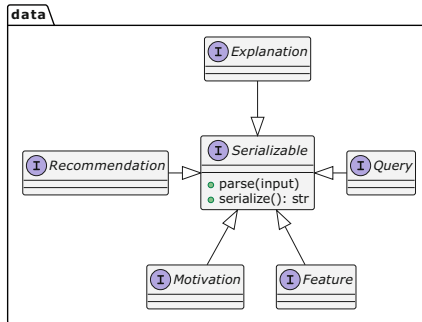 data
I Explanation
I Serializable
parse(input)
serialize(): str
I Recommendation
I Query
I Motivation
I Feature